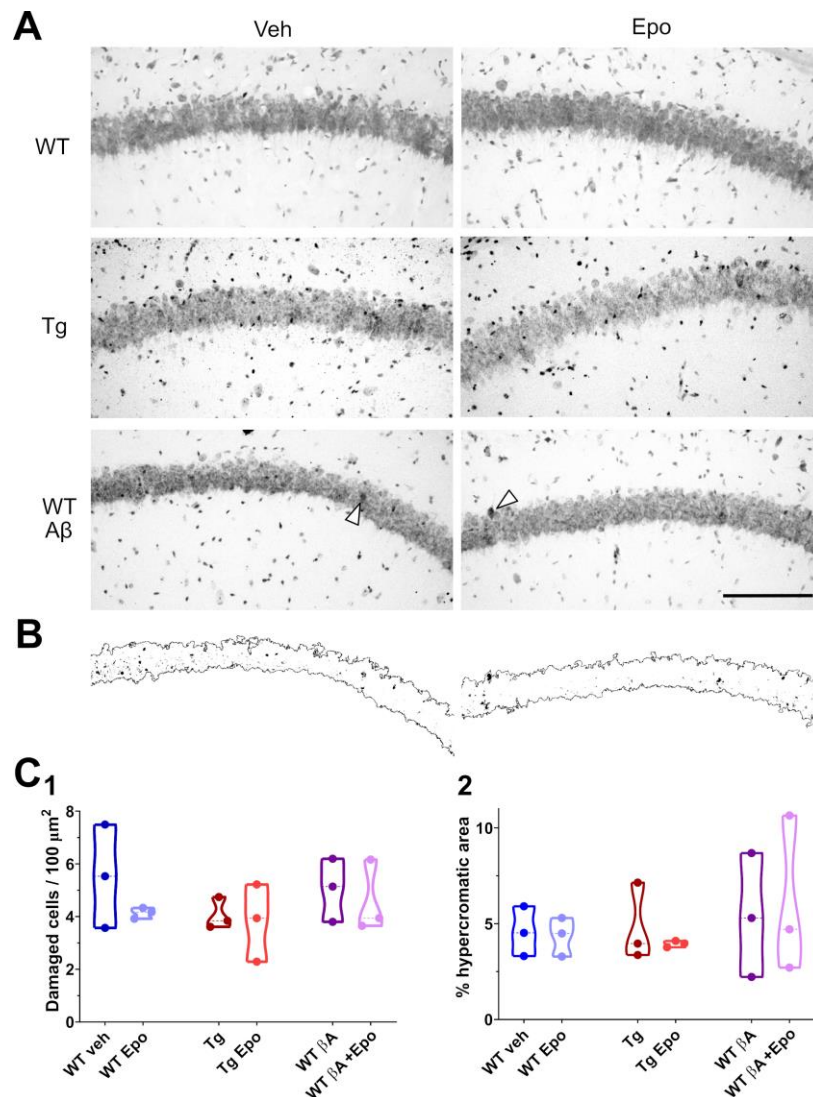 A
Veh
Epo
WT
Tg
WT
Aβ
B
C1
Damaged cells / 100 μm²
8
6
4
2
0
WT veh
WT Epo
Tg
Tg Epo
WT βA
WT βA +Epo
2
% hypercromatic area
10
5
0
WT veh
WT Epo
Tg
Tg Epo
WT βA
WT βA +Epo